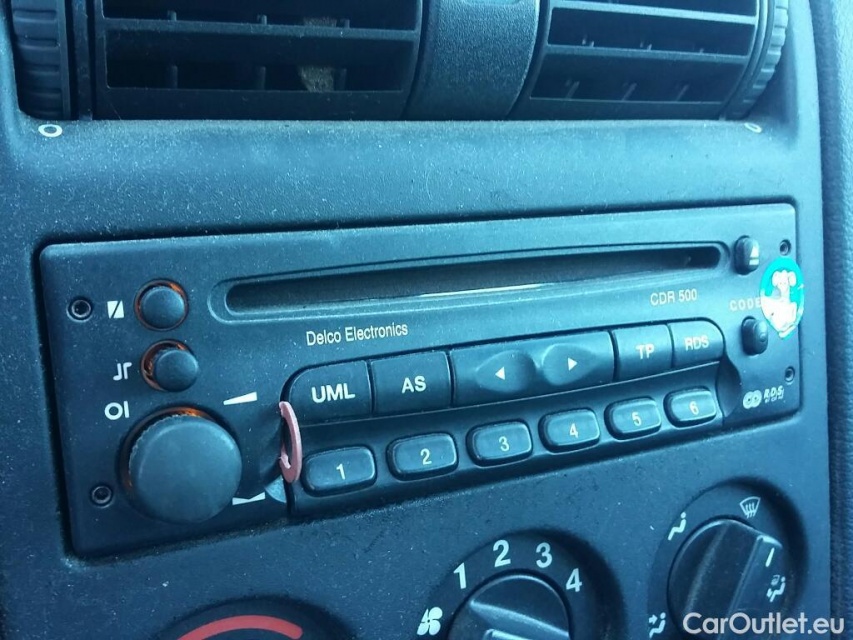 CDR 500
CODE
Delco Electronics
UML AS TP RDS
1 2 3 4 5 6
RDS
1 2 3 4
CarOutlet.eu